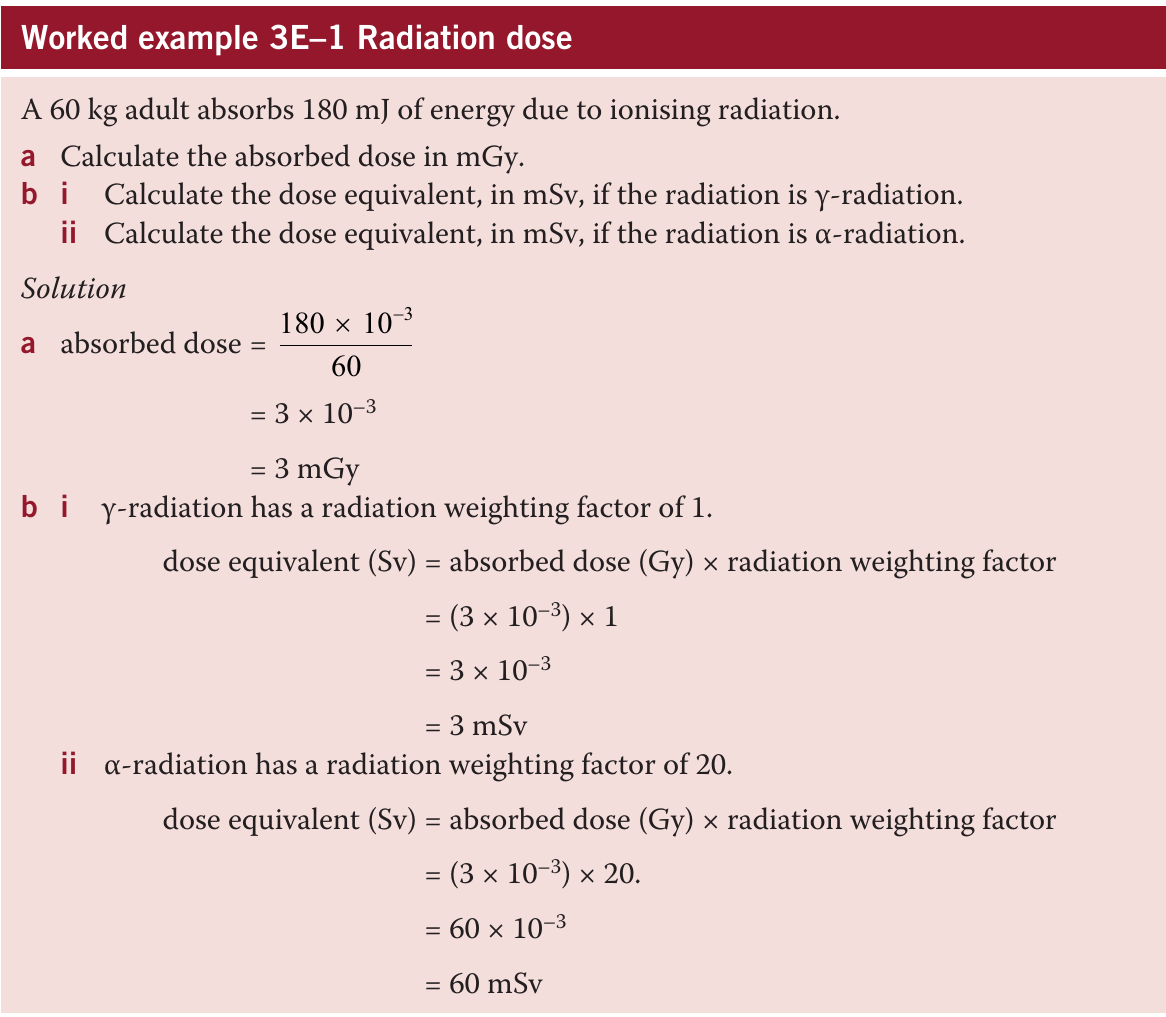 Worked example 3E–1 Radiation dose
A 60 kg adult absorbs 180 mJ of energy due to ionising radiation.
a Calculate the absorbed dose in mGy.
b i Calculate the dose equivalent, in mSv, if the radiation is γ-radiation.
ii Calculate the dose equivalent, in mSv, if the radiation is α-radiation.
Solution
a absorbed dose = 180 × 10⁻³ / 60
= 3 × 10⁻³
= 3 mGy
b i γ-radiation has a radiation weighting factor of 1.
dose equivalent (Sv) = absorbed dose (Gy) × radiation weighting factor
= (3 × 10⁻³) × 1
= 3 × 10⁻³
= 3 mSv
ii α-radiation has a radiation weighting factor of 20.
dose equivalent (Sv) = absorbed dose (Gy) × radiation weighting factor
= (3 × 10⁻³) × 20.
= 60 × 10⁻³
= 60 mSv